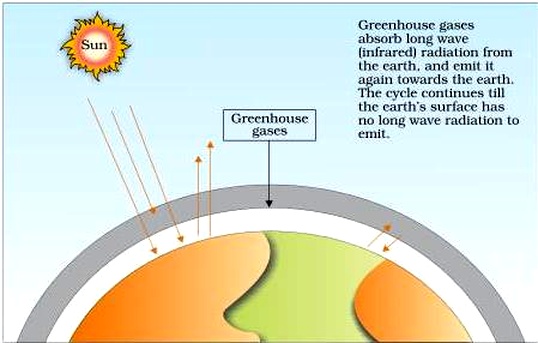 Sun
Greenhouse
gases
Greenhouse gases
absorb long wave
(infrared) radiation from
the earth, and emit it
again towards the earth.
The cycle continues till
the earth's surface has
no long wave radiation to
emit.